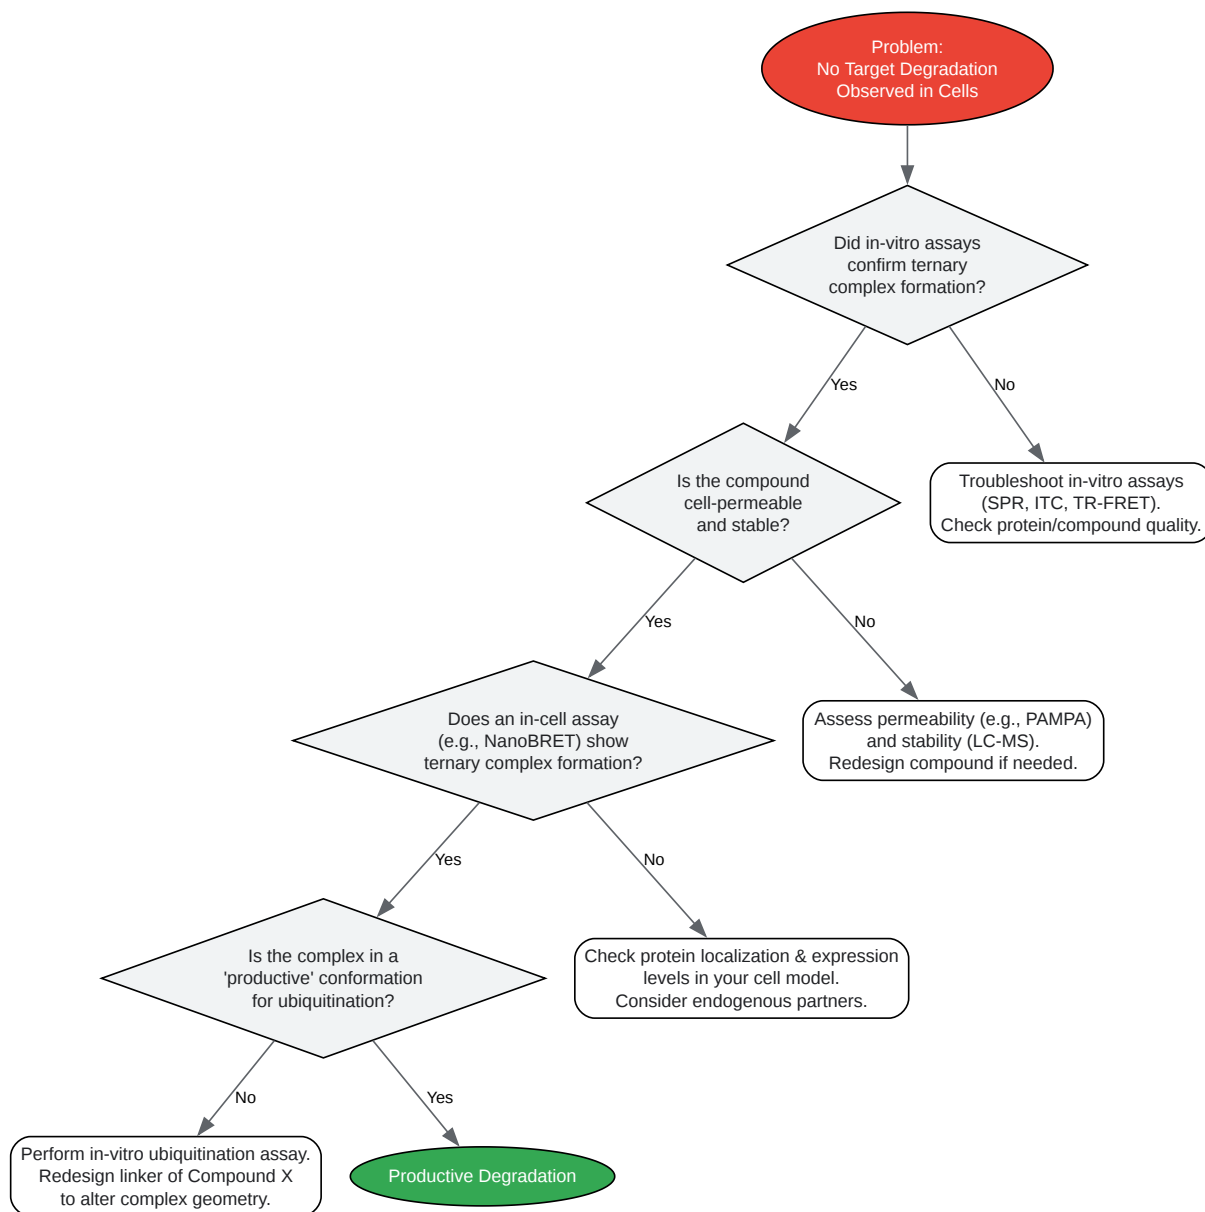 Problem:
No Target Degradation
Observed in Cells
Did in-vitro assays
confirm ternary
complex formation?
Yes
No
Is the compound
cell-permeable
and stable?
Troubleshoot in-vitro assays
(SPR, ITC, TR-FRET).
Check protein/compound quality.
Yes
No
Does an in-cell assay
(e.g., NanoBRET) show
ternary complex formation?
Assess permeability (e.g., PAMPA)
and stability (LC-MS).
Redesign compound if needed.
Yes
No
Is the complex in a
'productive' conformation
for ubiquitination?
Check protein localization & expression
levels in your cell model.
Consider endogenous partners.
No
Yes
Perform in-vitro ubiquitination assay.
Redesign linker of Compound X
to alter complex geometry.
Productive Degradation